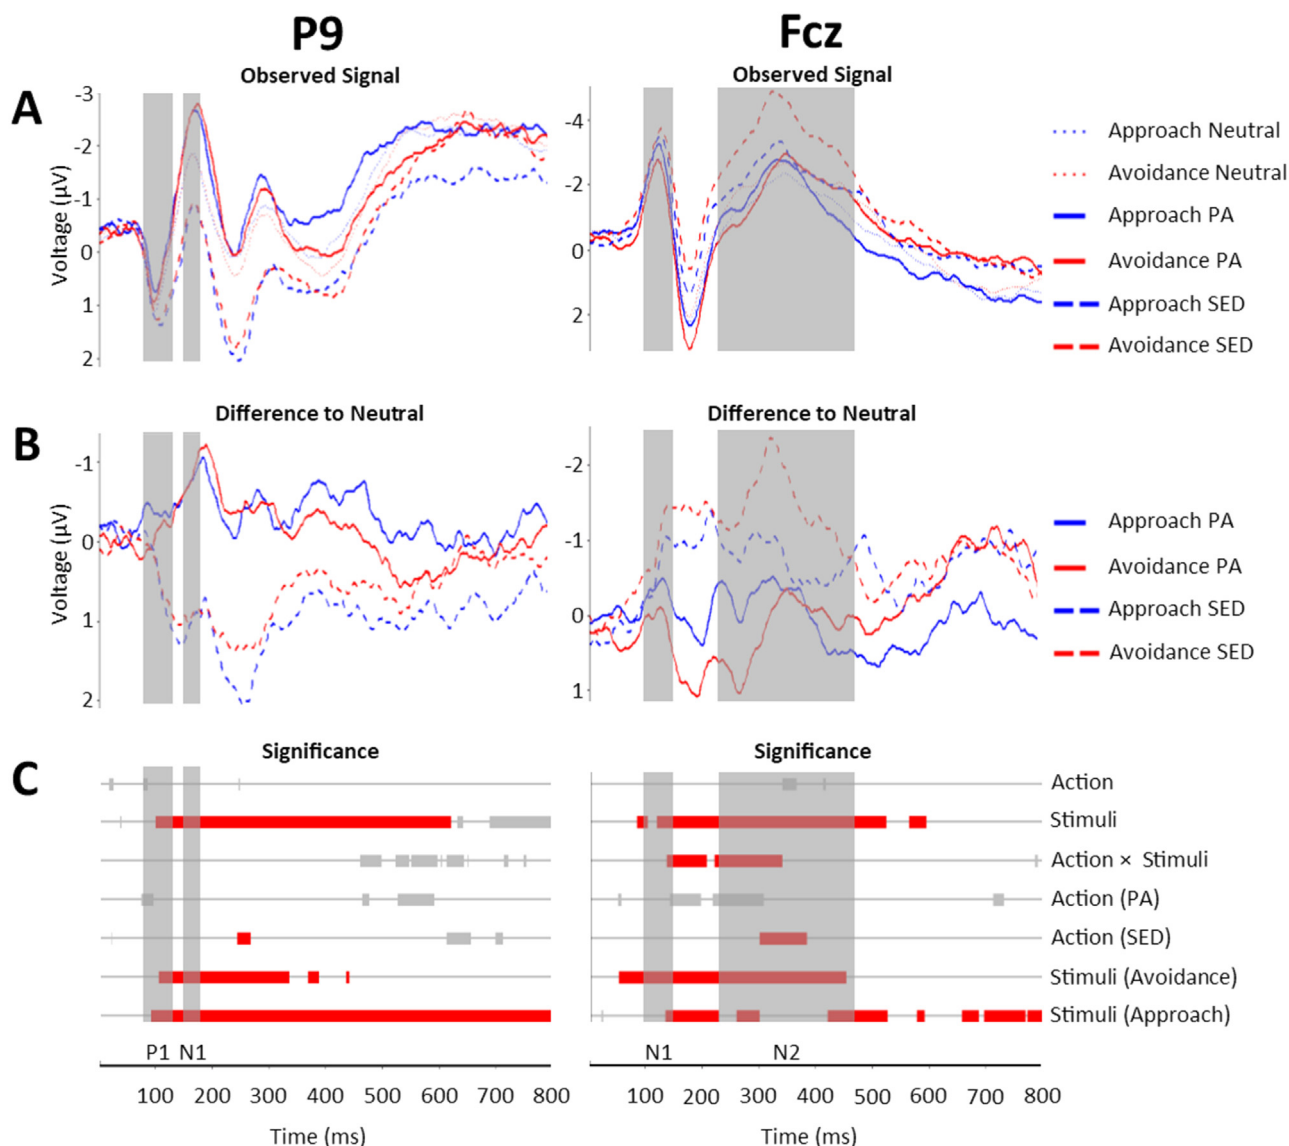 P9
Fcz
Observed Signal
Observed Signal
A
-3
-2
-1
0
1
2
Voltage (µV)
-4
-2
0
2
Approach Neutral
Avoidance Neutral
Approach PA
Avoidance PA
Approach SED
Avoidance SED
Difference to Neutral
Difference to Neutral
B
-1
0
1
2
Voltage (µV)
-2
-1
0
1
Approach PA
Avoidance PA
Approach SED
Avoidance SED
Significance
Significance
C
Action
Stimuli
Action × Stimuli
Action (PA)
Action (SED)
Stimuli (Avoidance)
Stimuli (Approach)
P1 N1
N1 N2
100 200 300 400 500 600 700 800
100 200 300 400 500 600 700 800
Time (ms)
Time (ms)